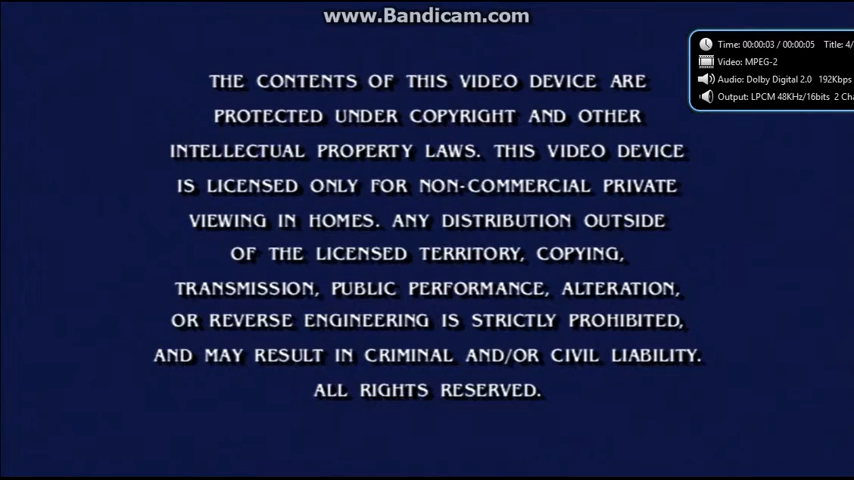 www.Bandicam.com
Time: 00:00:03 / 00:00:05 Title: 4/
Video: MPEG-2
Audio: Dolby Digital 2.0 192Kbps
Output: LPCM 48KHz/16bits 2 Cha
THE CONTENTS OF THIS VIDEO DEVICE ARE
PROTECTED UNDER COPYRIGHT AND OTHER
INTELLECTUAL PROPERTY LAWS. THIS VIDEO DEVICE
IS LICENSED ONLY FOR NON-COMMERCIAL PRIVATE
VIEWING IN HOMES. ANY DISTRIBUTION OUTSIDE
OF THE LICENSED TERRITORY, COPYING,
TRANSMISSION, PUBLIC PERFORMANCE, ALTERATION,
OR REVERSE ENGINEERING IS STRICTLY PROHIBITED,
AND MAY RESULT IN CRIMINAL AND/OR CIVIL LIABILITY.
ALL RIGHTS RESERVED.